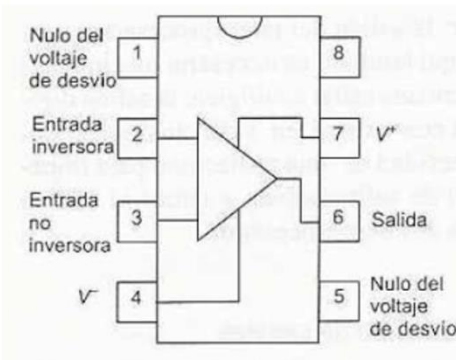 Nulo del
voltaje
de desvío
1
8
Entrada
inversora
2
7
V+
Entrada
no
inversora
3
6
Salida
V−
4
5
Nulo del
voltaje
de desvío